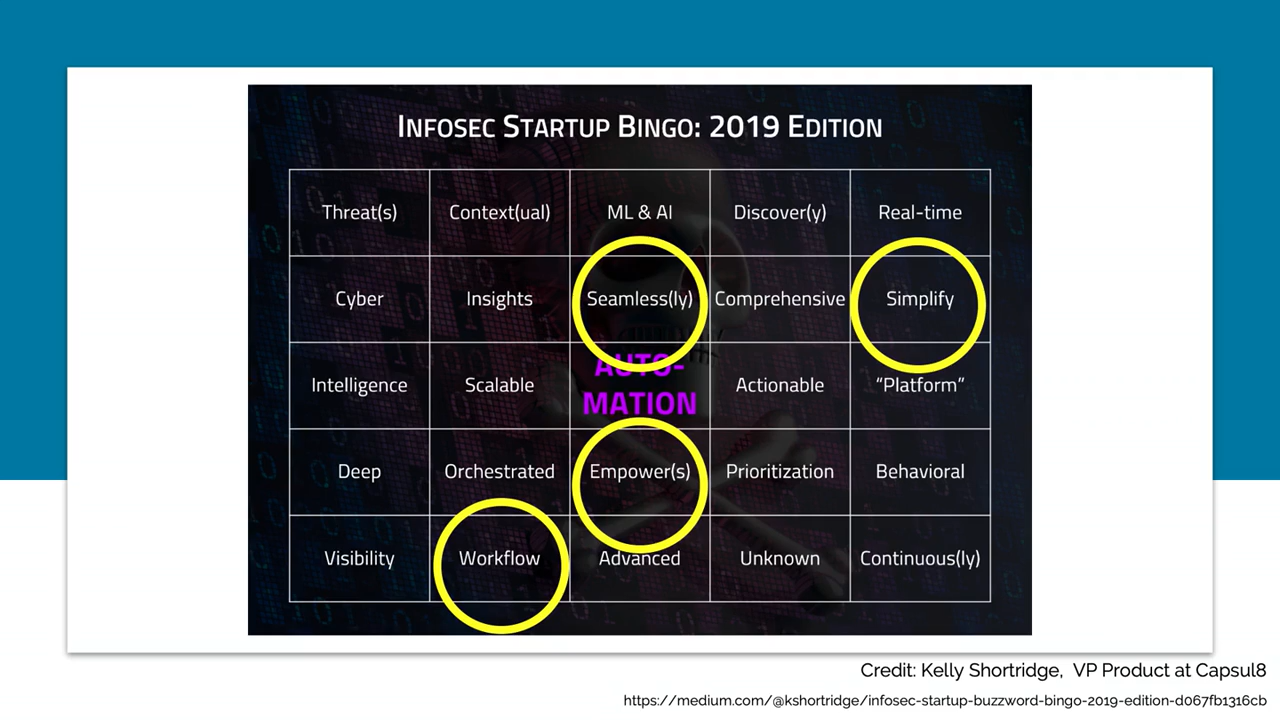 INFOSEC STARTUP BINGO: 2019 EDITION
Threat(s) Context(ual) ML & AI Discover(y) Real-time
Cyber Insights Seamless(ly) Comprehensive Simplify
Intelligence Scalable AUTO-
MATION Actionable “Platform”
Deep Orchestrated Empower(s) Prioritization Behavioral
Visibility Workflow Advanced Unknown Continuous(ly)
Credit: Kelly Shortridge, VP Product at Capsul8
https://medium.com/@kshortridge/infosec-startup-buzzword-bingo-2019-edition-d067fb1316cb